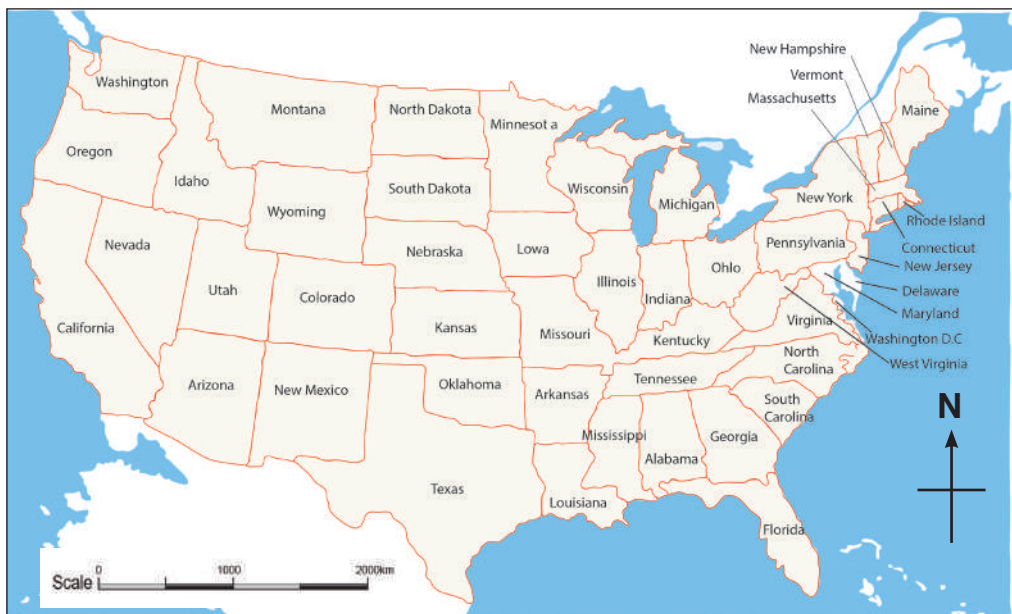 New Hampshire
Vermont
Massachusetts
Washington
Montana
North Dakota
Minnesot a
Maine
Oregon
Idaho
South Dakota
Wisconsin
Michigan
New York
Wyoming
Rhode Island
Nevada
Nebraska
Lowa
Pennsylvania
Connecticut
New Jersey
Utah
Colorado
Illinois
Indiana
Ohlo
Delaware
Maryland
California
Kansas
Missouri
Kentucky
Virginia
Washington D.C
West Virginia
Arizona
New Mexico
Oklahoma
Arkansas
Tennessee
North
Carolina
South
Carolina
N
Mississippi
Alabama
Georgia
Texas
Louisiana
Florida
Scale
0
1000
2000km